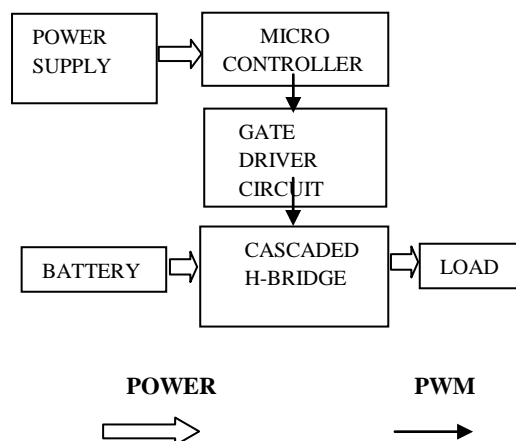 POWER
SUPPLY
MICRO
CONTROLLER
GATE
DRIVER
CIRCUIT
BATTERY
CASCADED
H-BRIDGE
LOAD
POWER
PWM